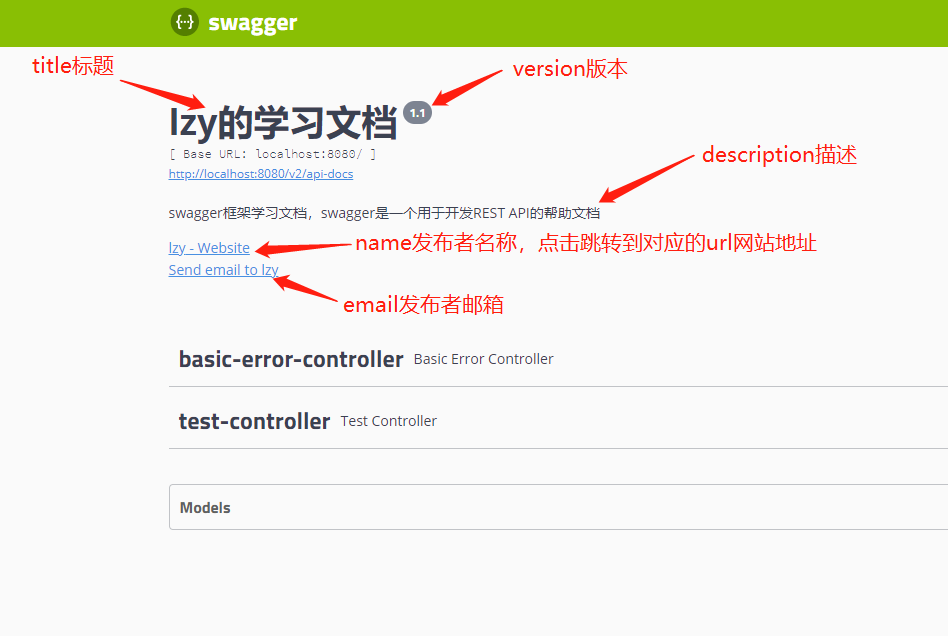 {··} swagger
title标题
version版本
lzy的学习文档 1.1
[ Base URL: localhost:8080/ ]
description描述
http://localhost:8080/v2/api-docs
swagger框架学习文档，swagger是一个用于开发REST API的帮助文档
lzy - Website
name发布者名称，点击跳转到对应的url网站地址
Send email to lzy
email发布者邮箱
basic-error-controller Basic Error Controller
test-controller Test Controller
Models